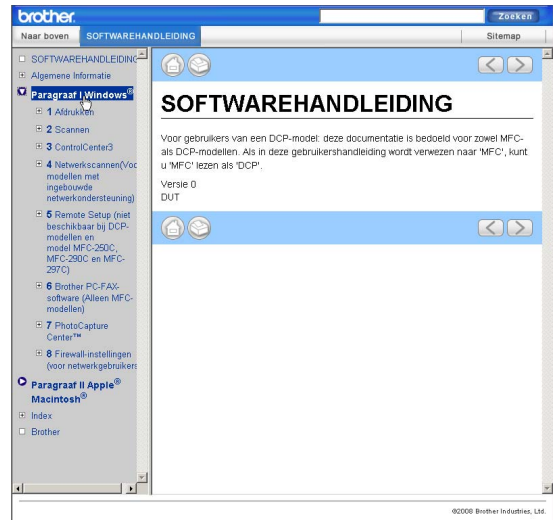 brother.
Zoeken
Naar boven
SOFTWAREHANDLEIDING
Sitemap
SOFTWAREHANDLEIDING
Algemene Informatie
Paragraaf I Windows®
1 Afdrukken
2 Scannen
3 ControlCenter3
4 Netwerkscannen(Voor
modellen met
ingebouwde
netwerkondersteuning)
5 Remote Setup (niet
beschikbaar bij DCP-
modellen en
model MFC-250C,
MFC-290C en MFC-
297C)
6 Brother PC-FAX-
software (Alleen MFC-
modellen)
7 PhotoCapture
Center™
8 Firewall-instellingen
(voor netwerkgebruikers
Paragraaf II Apple®
Macintosh®
Index
Brother
SOFTWAREHANDLEIDING
Voor gebruikers van een DCP-model: deze documentatie is bedoeld voor zowel MFC-
als DCP-modellen. Als in deze gebruikershandleiding wordt verwezen naar 'MFC', kunt
u 'MFC' lezen als 'DCP'.
Versie 0
DUT
©2008 Brother Industries, Ltd.